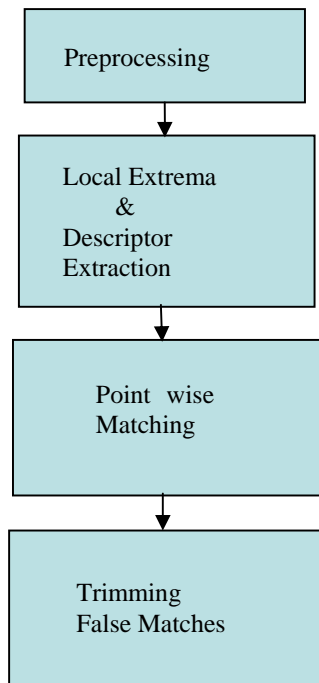 Preprocessing
Local Extrema
&
Descriptor
Extraction
Point wise
Matching
Trimming
False Matches